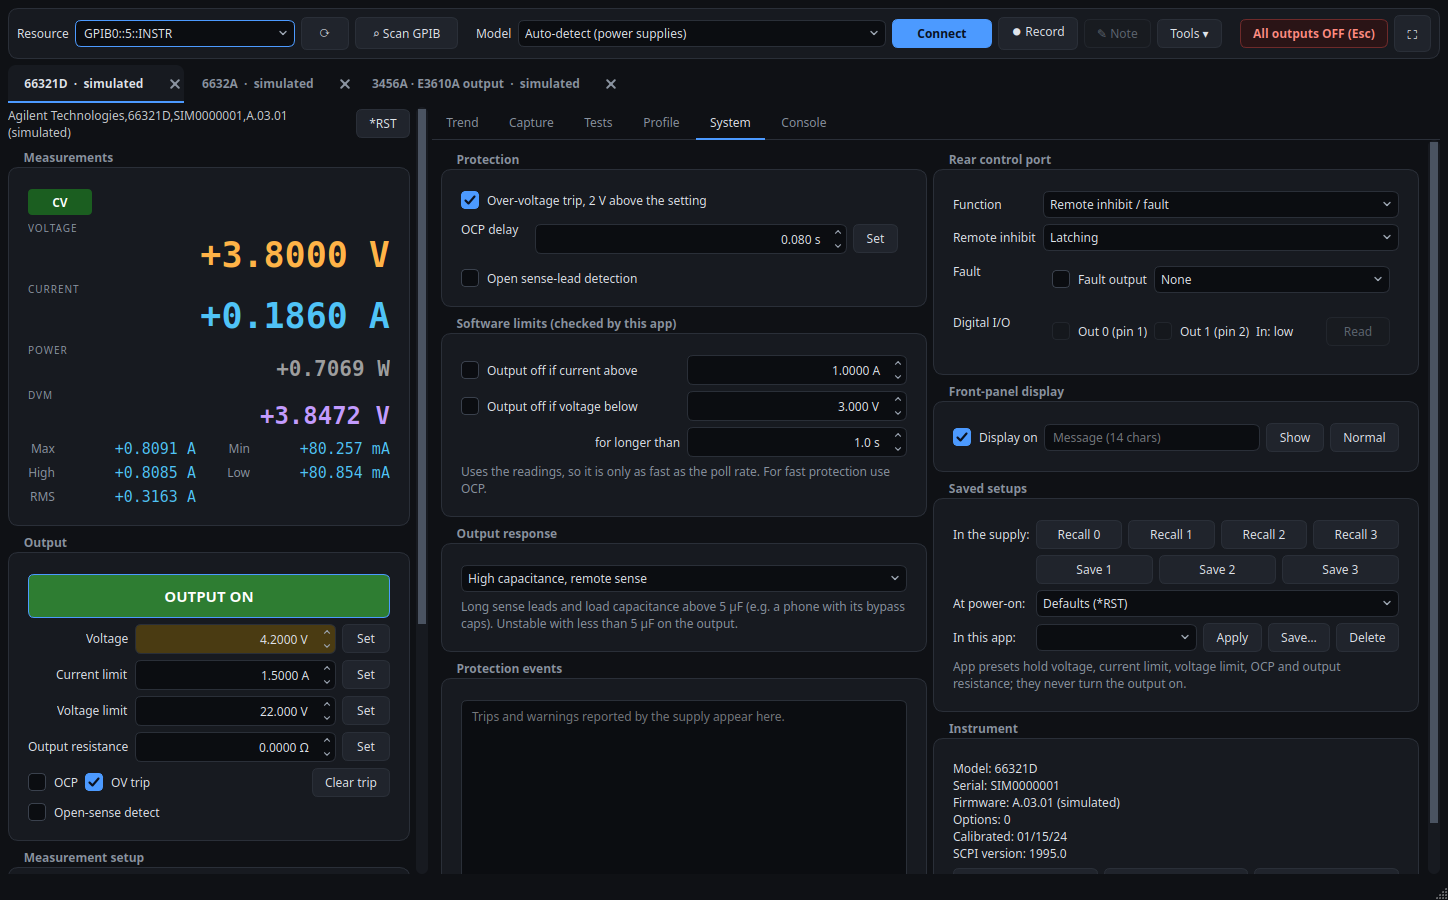 Resource GPIB0::5::INSTR ⟳ ⌕ Scan GPIB Model Auto-detect (power supplies) Connect ● Record ✎ Note Tools ▾ All outputs OFF (Esc) ⛶
66321D · simulated ✕ 6632A · simulated ✕ 3456A · E3610A output · simulated ✕
Agilent Technologies,66321D,SIM0000001,A.03.01
(simulated)
*RST
Measurements
CV
VOLTAGE
+3.8000 V
CURRENT
+0.1860 A
POWER
+0.7069 W
DVM
+3.8472 V
Max +0.8091 A Min +80.257 mA
High +0.8085 A Low +80.854 mA
RMS +0.3163 A
Output
OUTPUT ON
Voltage 4.2000 V Set
Current limit 1.5000 A Set
Voltage limit 22.000 V Set
Output resistance 0.0000 Ω Set
OCP OV trip Clear trip
Open-sense detect
Measurement setup
Trend Capture Tests Profile System Console
Protection
Over-voltage trip, 2 V above the setting
OCP delay 0.080 s Set
Open sense-lead detection
Software limits (checked by this app)
Output off if current above 1.0000 A
Output off if voltage below 3.000 V
for longer than 1.0 s
Uses the readings, so it is only as fast as the poll rate. For fast protection use
OCP.
Output response
High capacitance, remote sense
Long sense leads and load capacitance above 5 µF (e.g. a phone with its bypass
caps). Unstable with less than 5 µF on the output.
Protection events
Trips and warnings reported by the supply appear here.
Rear control port
Function Remote inhibit / fault
Remote inhibit Latching
Fault Fault output None
Digital I/O Out 0 (pin 1) Out 1 (pin 2) In: low Read
Front-panel display
Display on Message (14 chars) Show Normal
Saved setups
In the supply: Recall 0 Recall 1 Recall 2 Recall 3
Save 1 Save 2 Save 3
At power-on: Defaults (*RST)
In this app: Apply Save... Delete
App presets hold voltage, current limit, voltage limit, OCP and output
resistance; they never turn the output on.
Instrument
Model: 66321D
Serial: SIM0000001
Firmware: A.03.01 (simulated)
Options: 0
Calibrated: 01/15/24
SCPI version: 1995.0